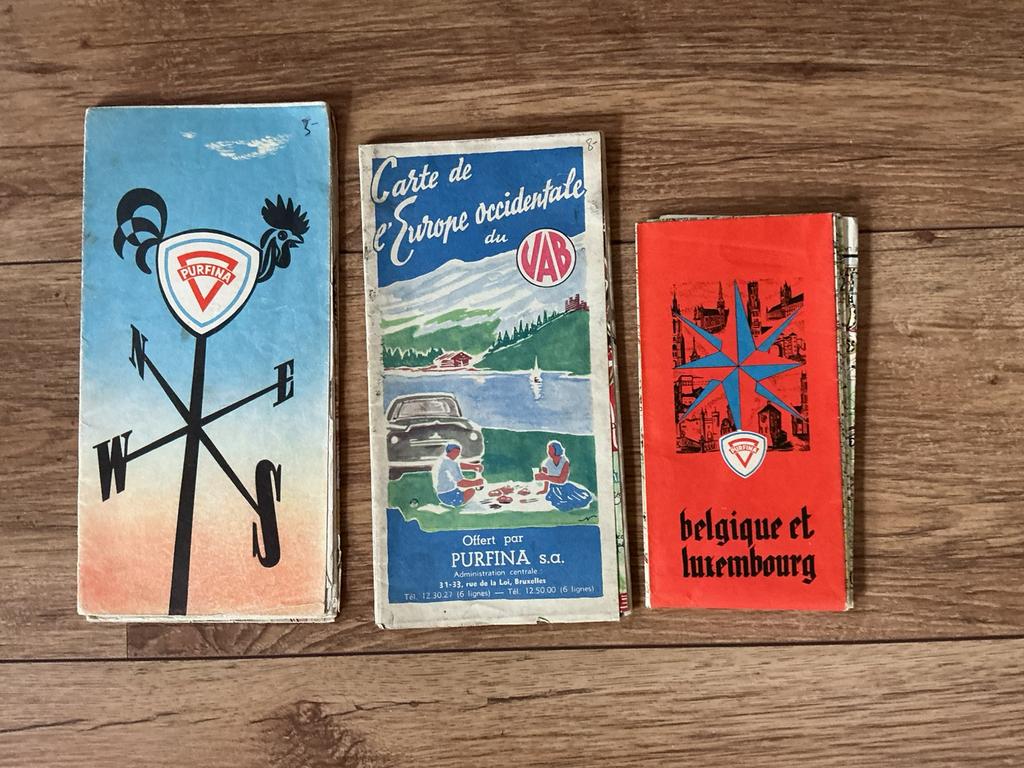 3-
PURFINA
N
E
W
S
8-
Carte de
l'Europe occidentale
du VAB
Offert par
PURFINA s.a.
Administration centrale :
31-33, rue de la Loi, Bruxelles
Tél. 12.30.27 (6 lignes) — Tél. 12.50.00 (6 lignes)
PURFINA
belgique et
luxembourg